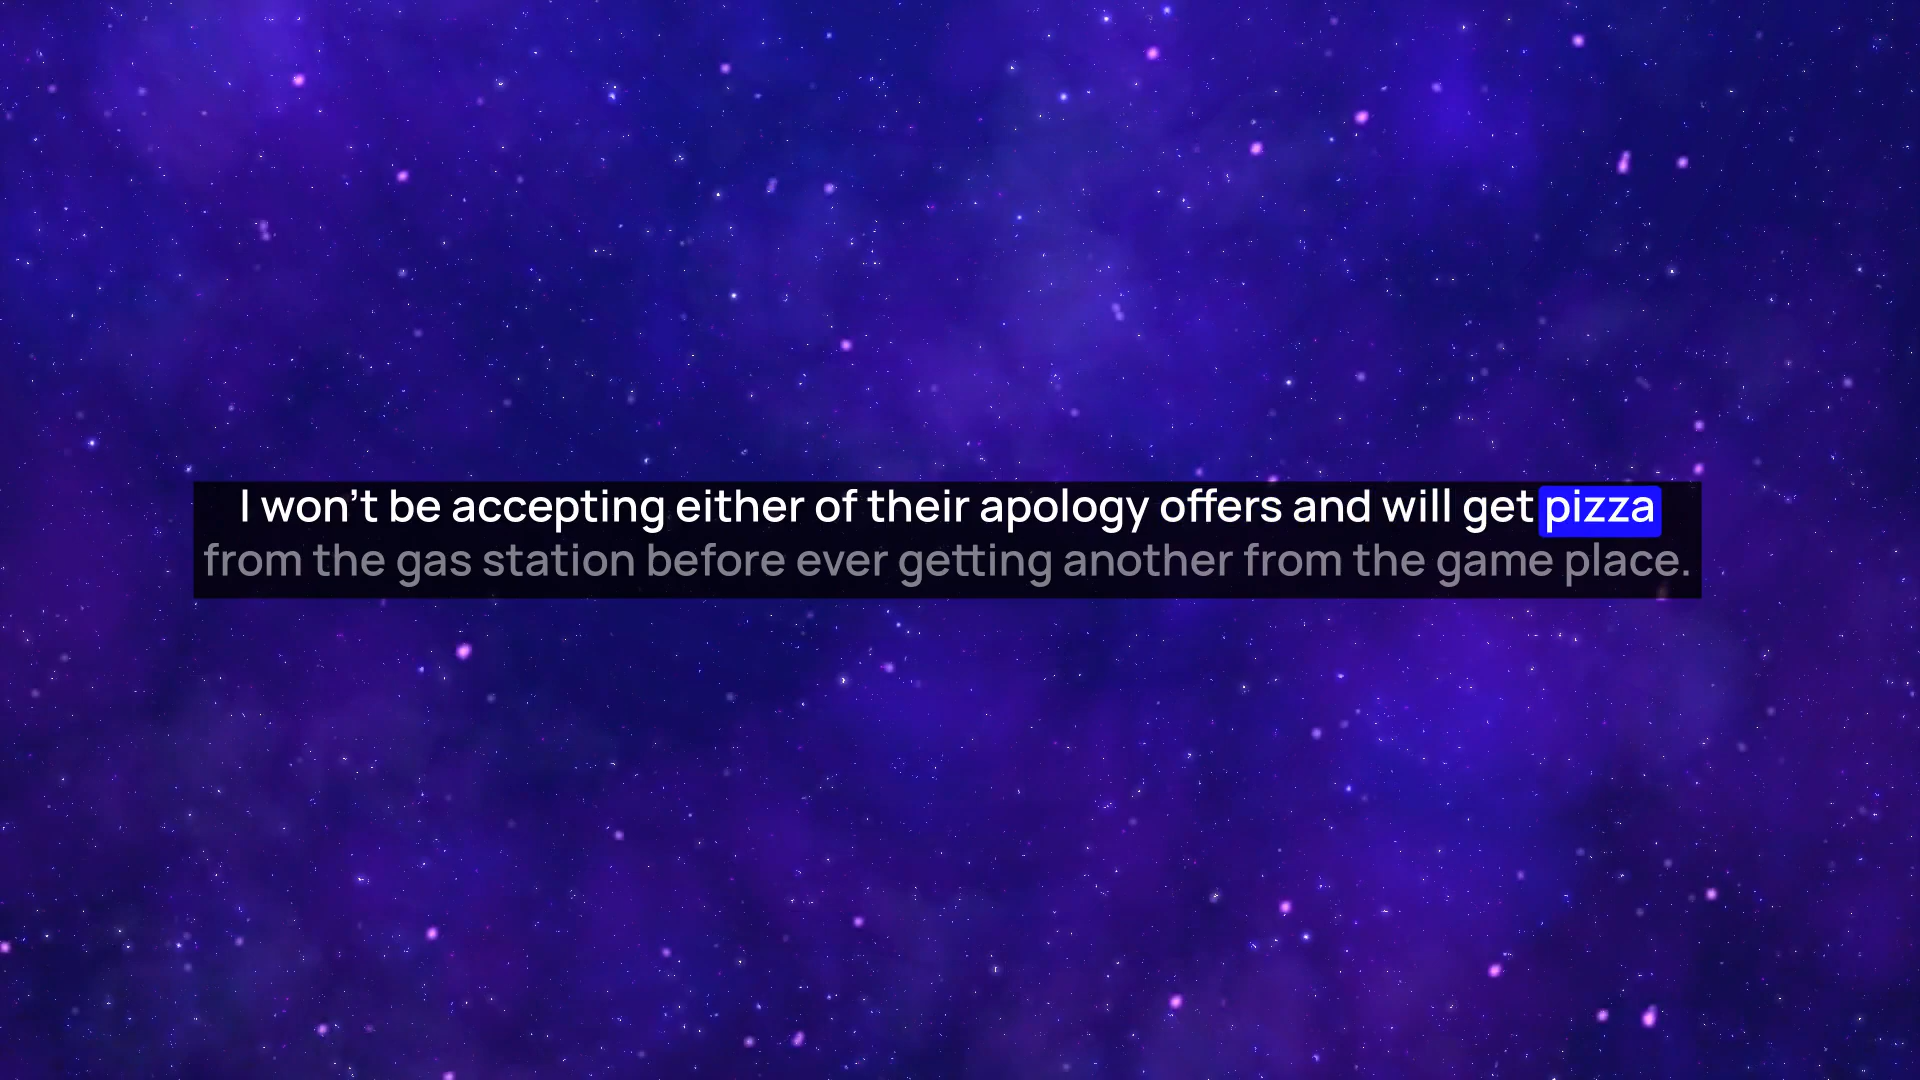 I won't be accepting either of their apology offers and will get pizza
from the gas station before ever getting another from the game place.